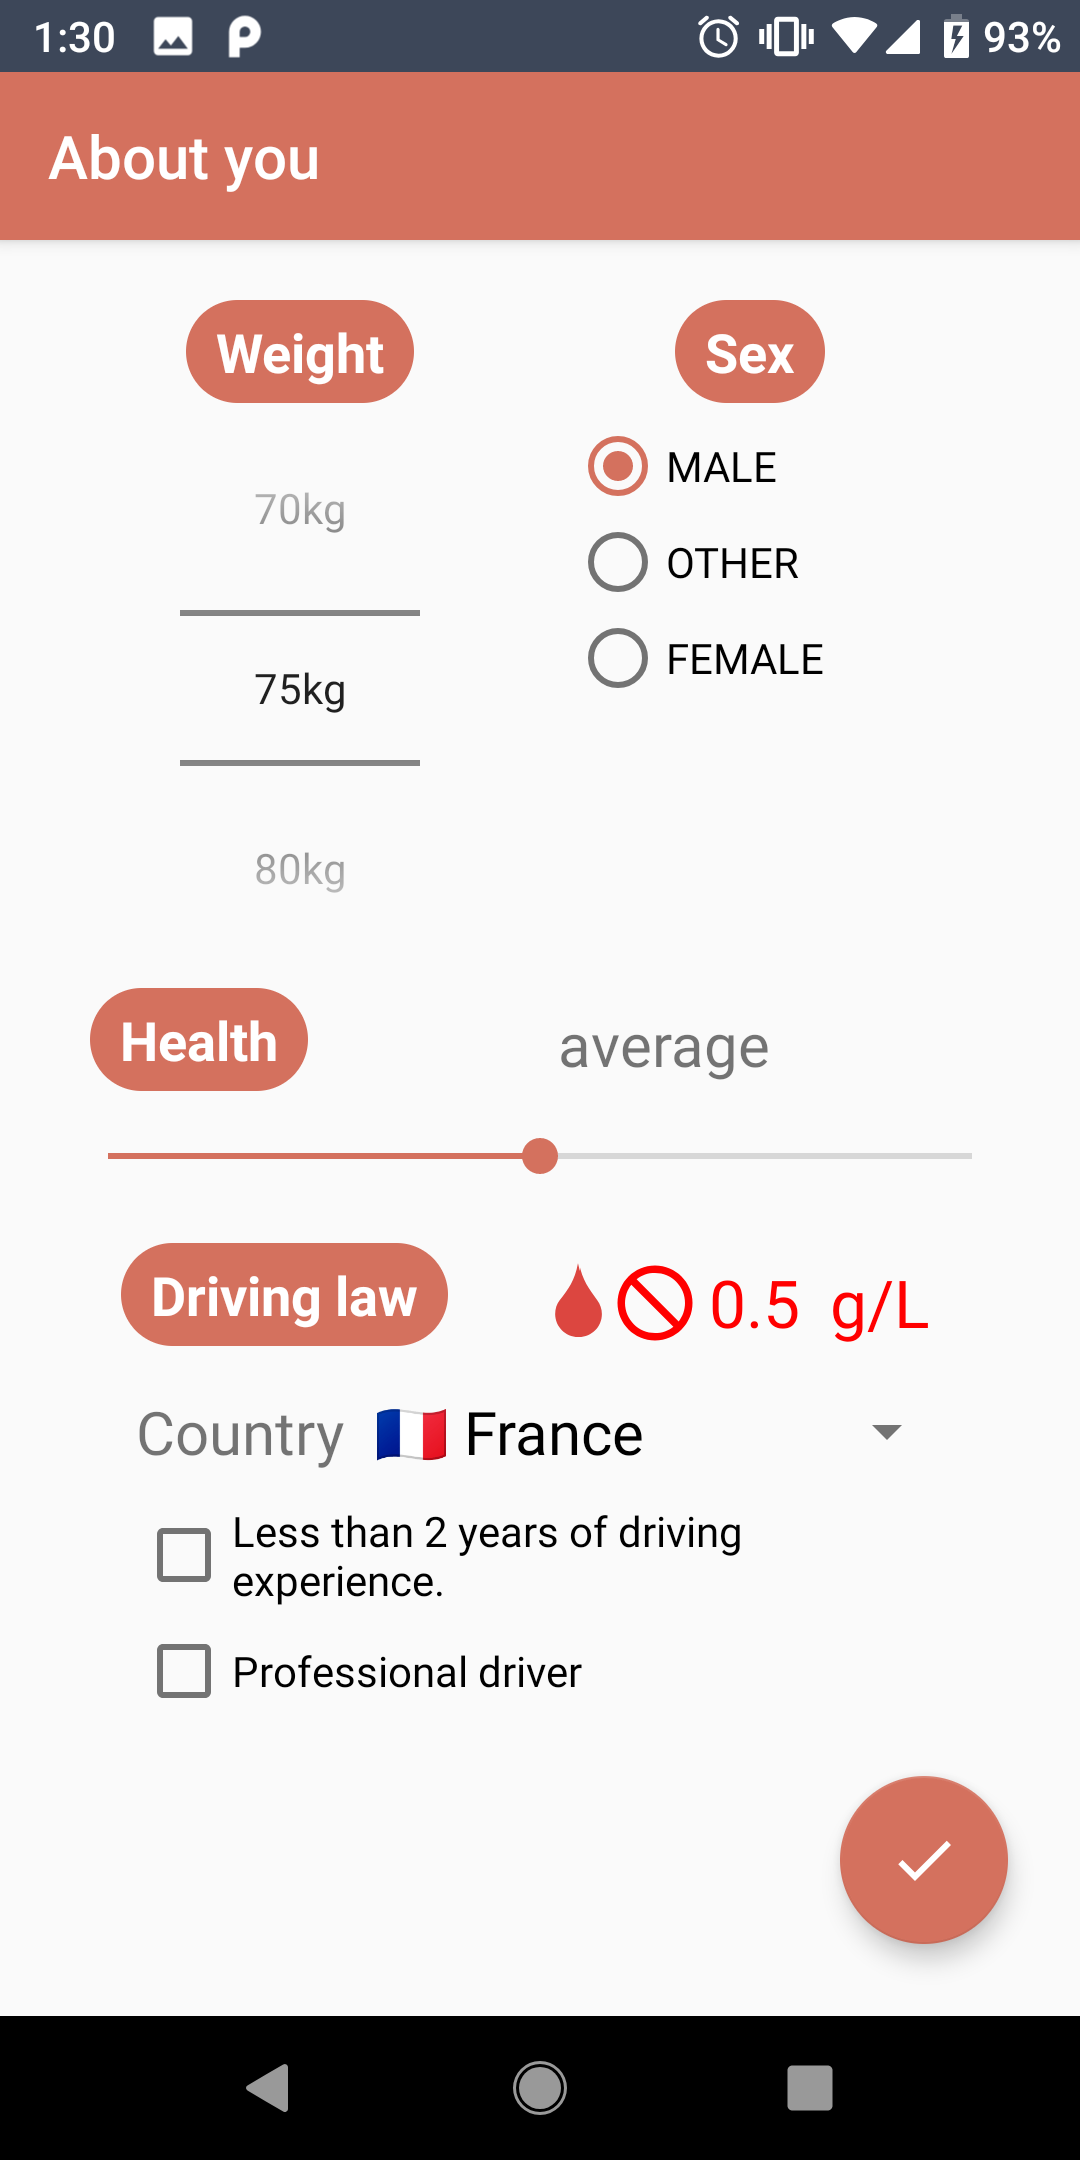 1:30 93%
About you
Weight
Sex
70kg
75kg
80kg
MALE
OTHER
FEMALE
Health
average
Driving law
0.5 g/L
Country
France
Less than 2 years of driving
experience.
Professional driver